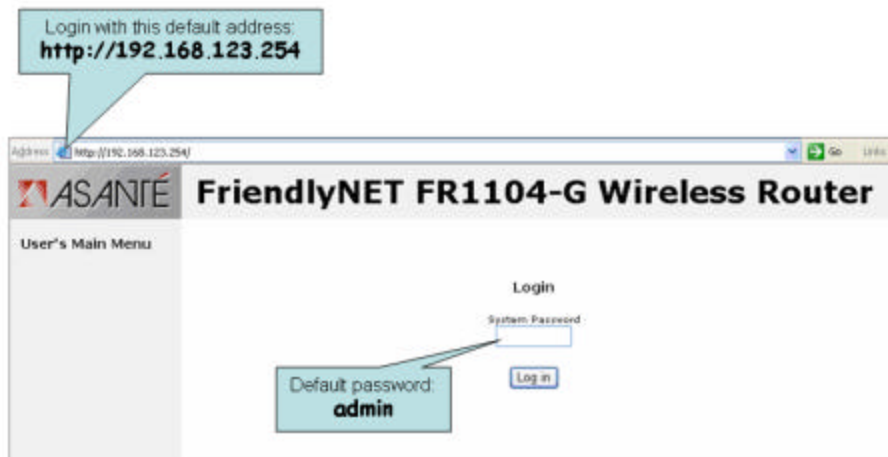 Login with this default address:
http://192.168.123.254
Address http://192.168.123.254/ Go Links
ASANTÉ FriendlyNET FR1104-G Wireless Router
User's Main Menu
Login
System Password
Log in
Default password:
admin